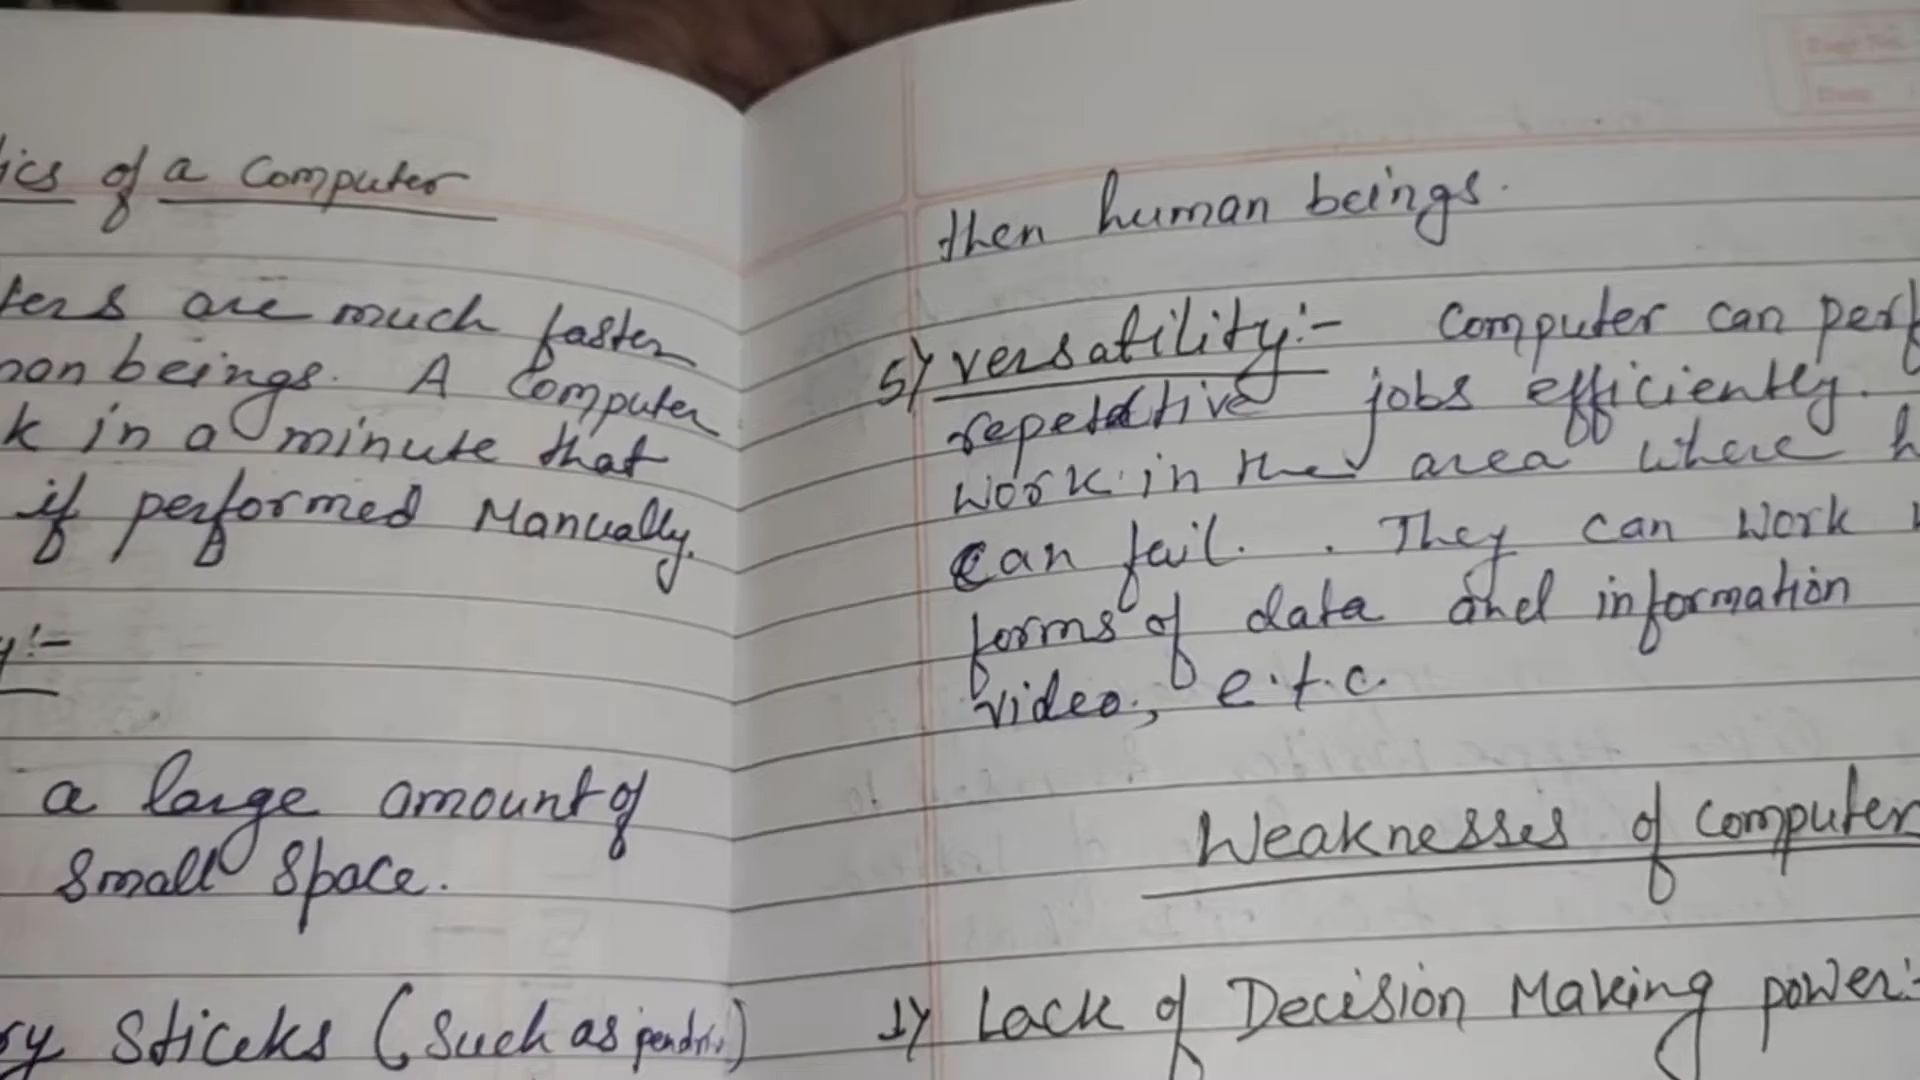 ics of a Computer
ters are much faster
beings. A Computer
k in a minute that
if performed Manually.
y:-
a large amount of
Small Space.
ry Sticks (Such as
then human beings.
5) Versatility:- Computer can perf
jobs efficiently.
work in the area where h
can fail. . They can work
forms of data and information
video, e.t.c.
Weaknesses of Computer
1) Lack of Decision Making power:-